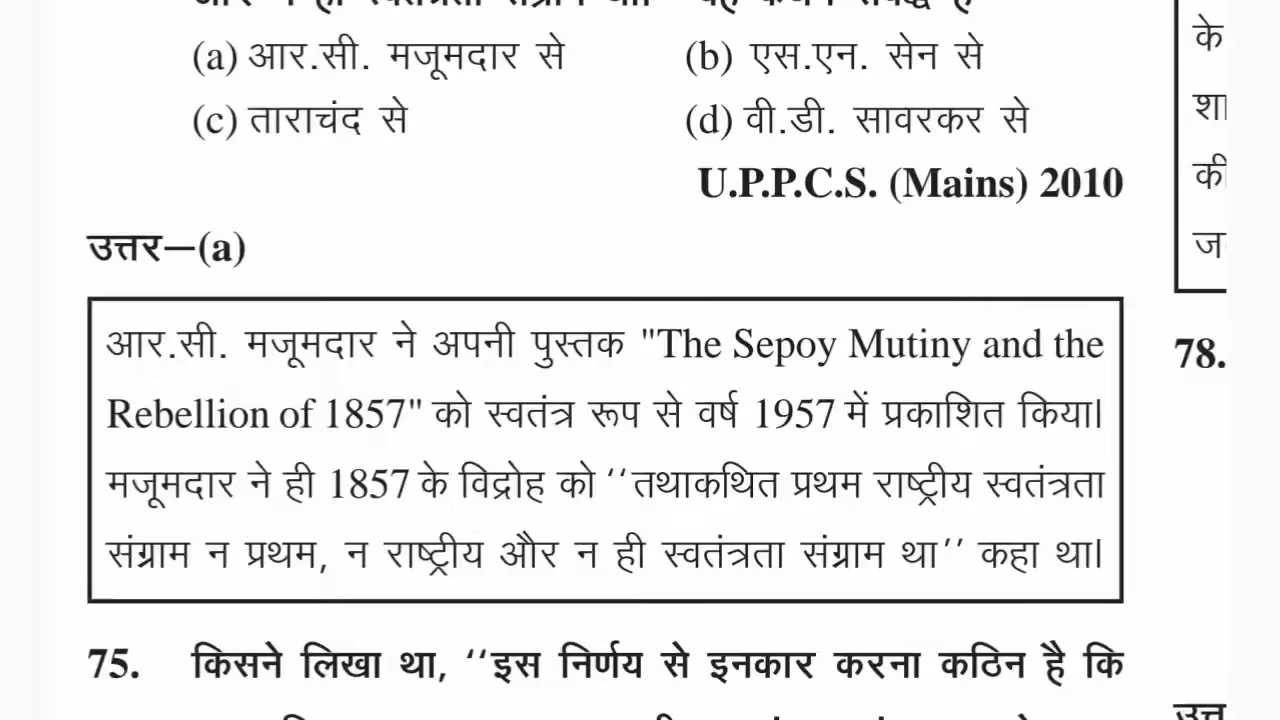 (a) आर.सी. मजूमदार से (b) एस.एन. सेन से
(c) ताराचंद से (d) वी.डी. सावरकर से
U.P.P.C.S. (Mains) 2010
उत्तर—(a)
आर.सी. मजूमदार ने अपनी पुस्तक "The Sepoy Mutiny and the
Rebellion of 1857" को स्वतंत्र रूप से वर्ष 1957 में प्रकाशित किया।
मजूमदार ने ही 1857 के विद्रोह को ‘‘तथाकथित प्रथम राष्ट्रीय स्वतंत्रता
संग्राम न प्रथम, न राष्ट्रीय और न ही स्वतंत्रता संग्राम था’’ कहा था।
75. किसने लिखा था, ‘‘इस निर्णय से इनकार करना कठिन है कि
के
की
78.